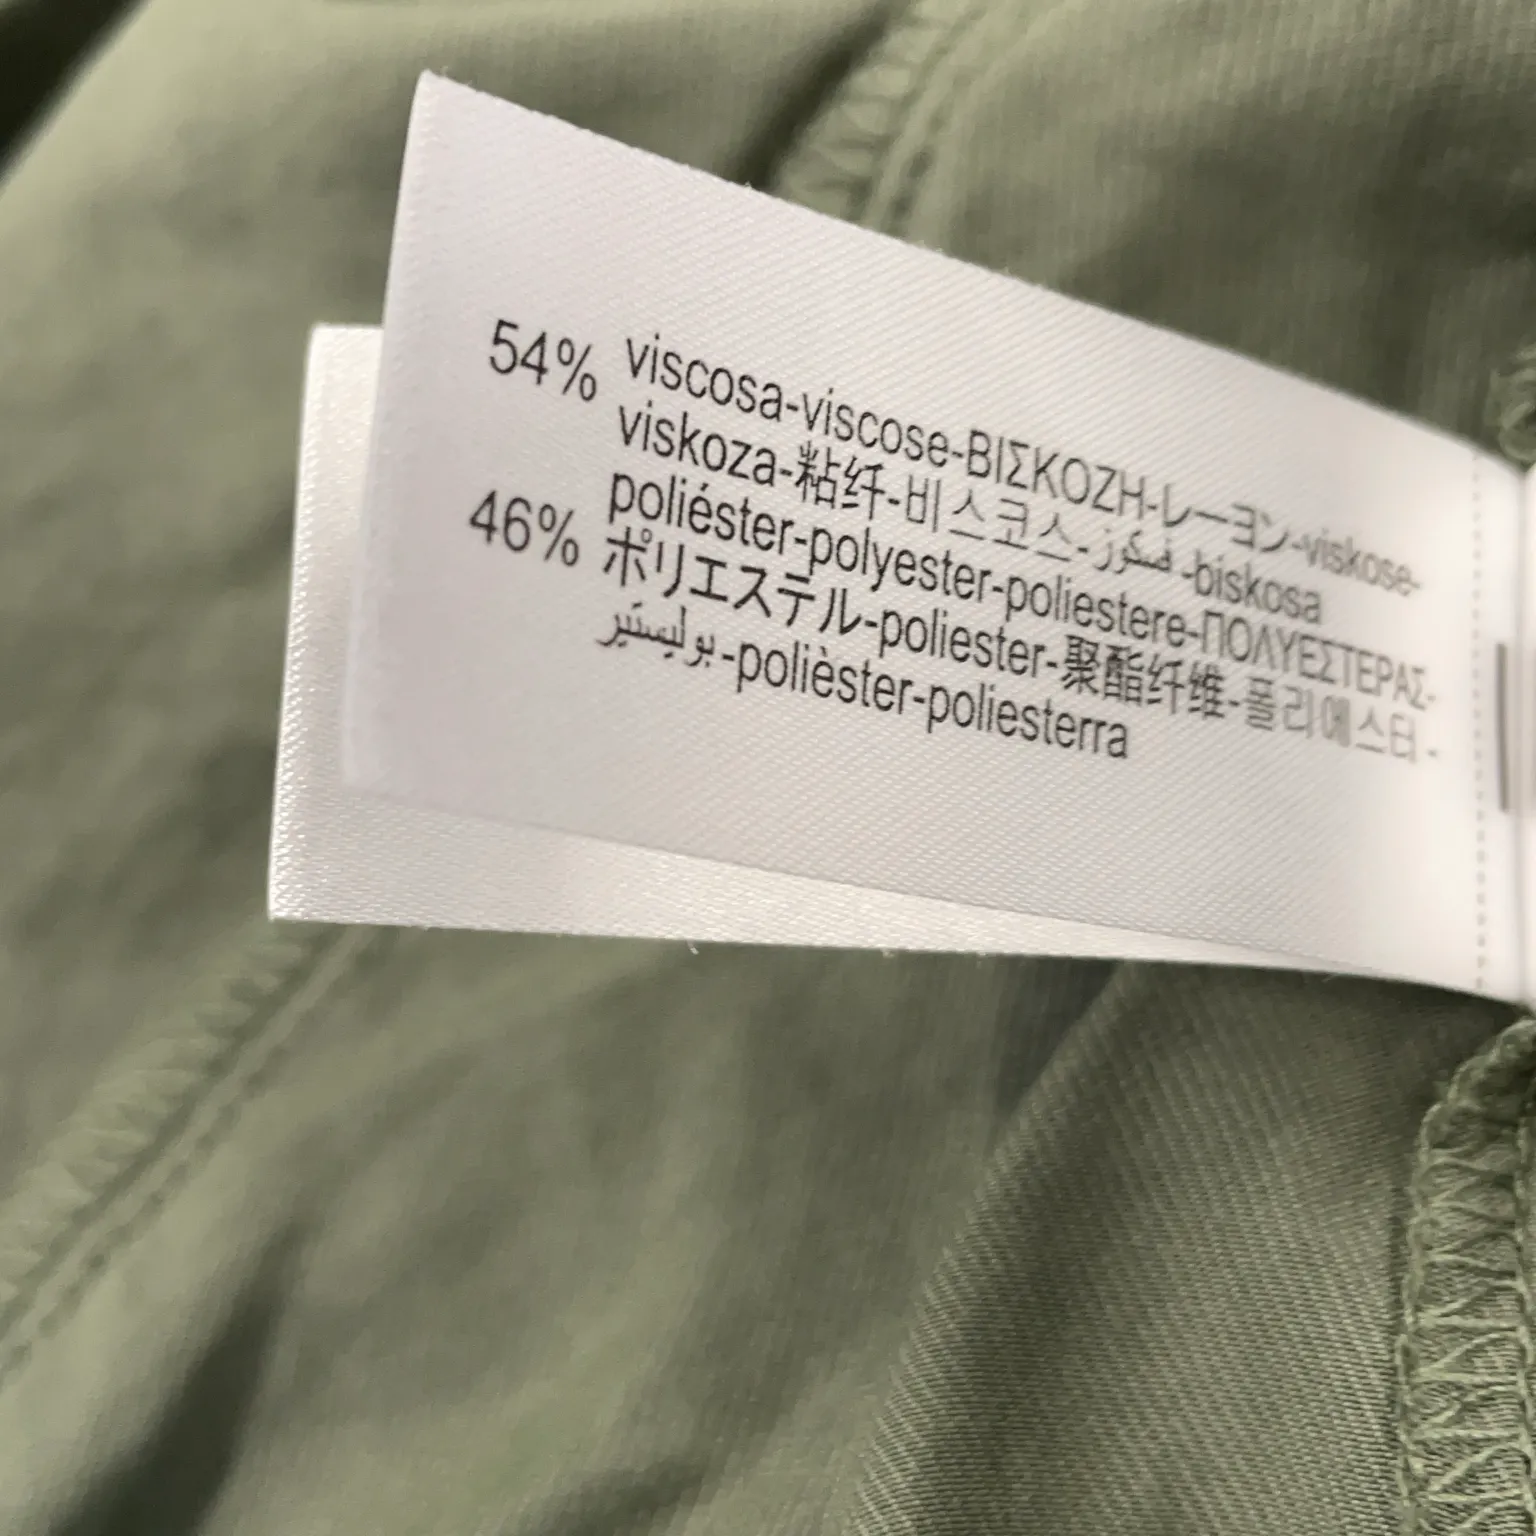 54% viscosa-viscose-ΒΙΣΚΟΖΗ-レーヨン-viskose-
viskoza-粘纤-비스코스-فسكوز-biskosa
46% poliéster-polyester-poliestere-ΠΟΛΥΕΣΤΕΡΑΣ-
ポリエステル-poliester-聚酯纤维-폴리에스터-
بوليستير-polièster-poliesterra